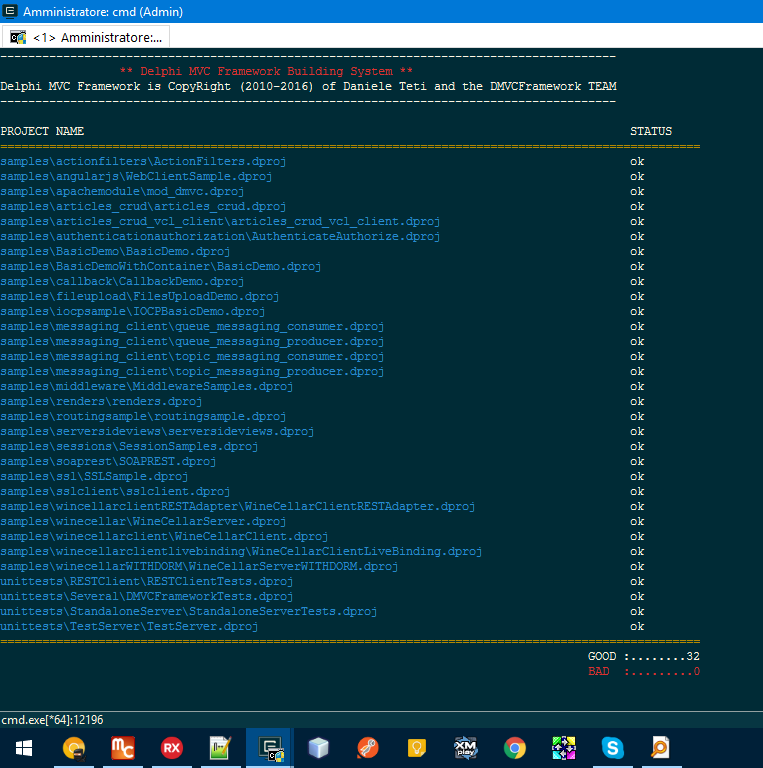 Amministratore: cmd (Admin)
<1> Amministratore:...
** Delphi MVC Framework Building System **
Delphi MVC Framework is CopyRight (2010-2016) of Daniele Teti and the DMVCFramework TEAM
PROJECT NAME STATUS
samples\actionfilters\ActionFilters.dproj ok
samples\angularjs\WebClientSample.dproj ok
samples\apachemodule\mod_dmvc.dproj ok
samples\articles_crud\articles_crud.dproj ok
samples\articles_crud_vcl_client\articles_crud_vcl_client.dproj ok
samples\authenticationauthorization\AuthenticateAuthorize.dproj ok
samples\BasicDemo\BasicDemo.dproj ok
samples\BasicDemoWithContainer\BasicDemo.dproj ok
samples\callback\CallbackDemo.dproj ok
samples\fileupload\FilesUploadDemo.dproj ok
samples\iocpsample\IOCPBasicDemo.dproj ok
samples\messaging_client\queue_messaging_consumer.dproj ok
samples\messaging_client\queue_messaging_producer.dproj ok
samples\messaging_client\topic_messaging_consumer.dproj ok
samples\messaging_client\topic_messaging_producer.dproj ok
samples\middleware\MiddlewareSamples.dproj ok
samples\renders\renders.dproj ok
samples\routingsample\routingsample.dproj ok
samples\serversideviews\serversideviews.dproj ok
samples\sessions\SessionSamples.dproj ok
samples\soaprest\SOAPREST.dproj ok
samples\ssl\SSLSample.dproj ok
samples\sslclient\sslclient.dproj ok
samples\wincellarclientRESTAdapter\WineCellarClientRESTAdapter.dproj ok
samples\winecellar\WineCellarServer.dproj ok
samples\winecellarclient\WineCellarClient.dproj ok
samples\winecellarclientlivebinding\WineCellarClientLiveBinding.dproj ok
samples\winecellarWITHDORM\WineCellarServerWITHDORM.dproj ok
unittests\RESTClient\RESTClientTests.dproj ok
unittests\Several\DMVCFrameworkTests.dproj ok
unittests\StandaloneServer\StandaloneServerTests.dproj ok
unittests\TestServer\TestServer.dproj ok
GOOD :........32
BAD :.........0
cmd.exe[*64]:12196